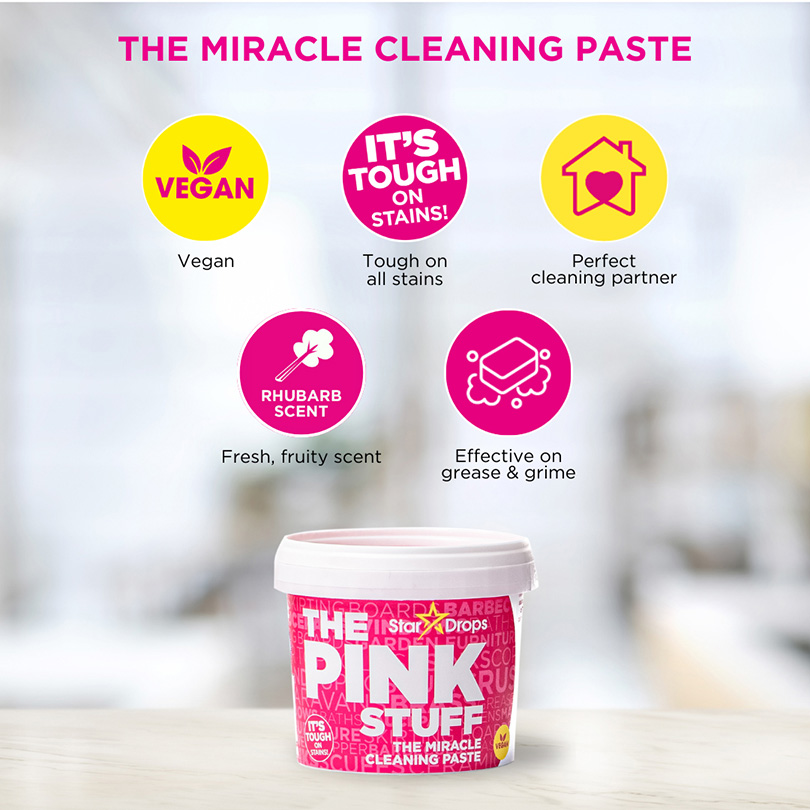 THE MIRACLE CLEANING PASTE
VEGAN
Vegan
IT'S
TOUGH
ON
STAINS!
Tough on
all stains
Perfect
cleaning partner
RHUBARB
SCENT
Fresh, fruity scent
Effective on
grease & grime
THE
Star Drops
PINK
STUFF
THE MIRACLE
CLEANING PASTE
IT'S
TOUGH
ON
STAINS!
VEGAN